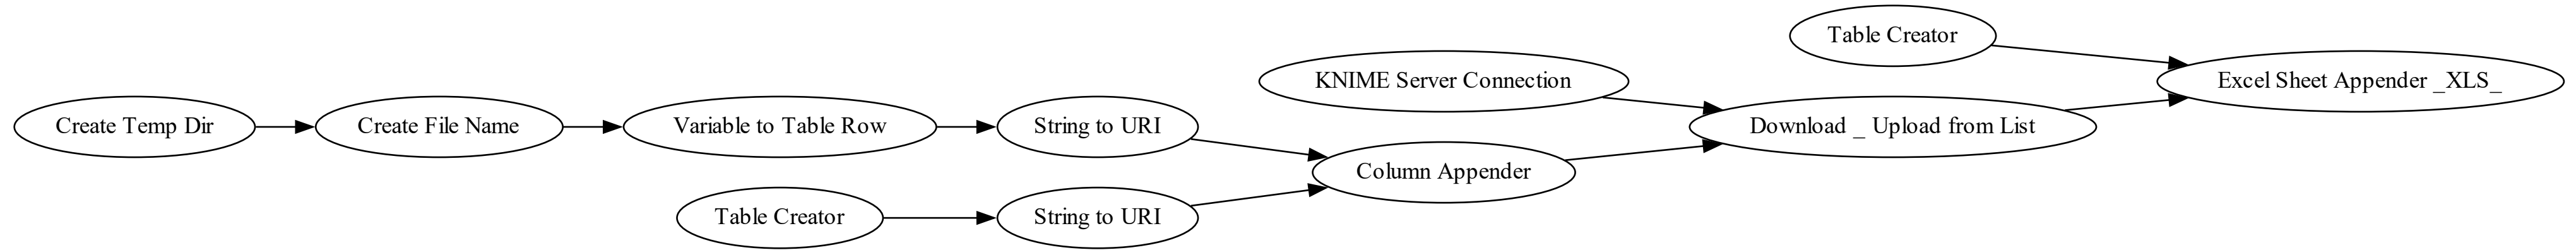 Table Creator
KNIME Server Connection
Excel Sheet Appender _XLS_
Create Temp Dir
Create File Name
Variable to Table Row
String to URI
Download _ Upload from List
Column Appender
Table Creator
String to URI